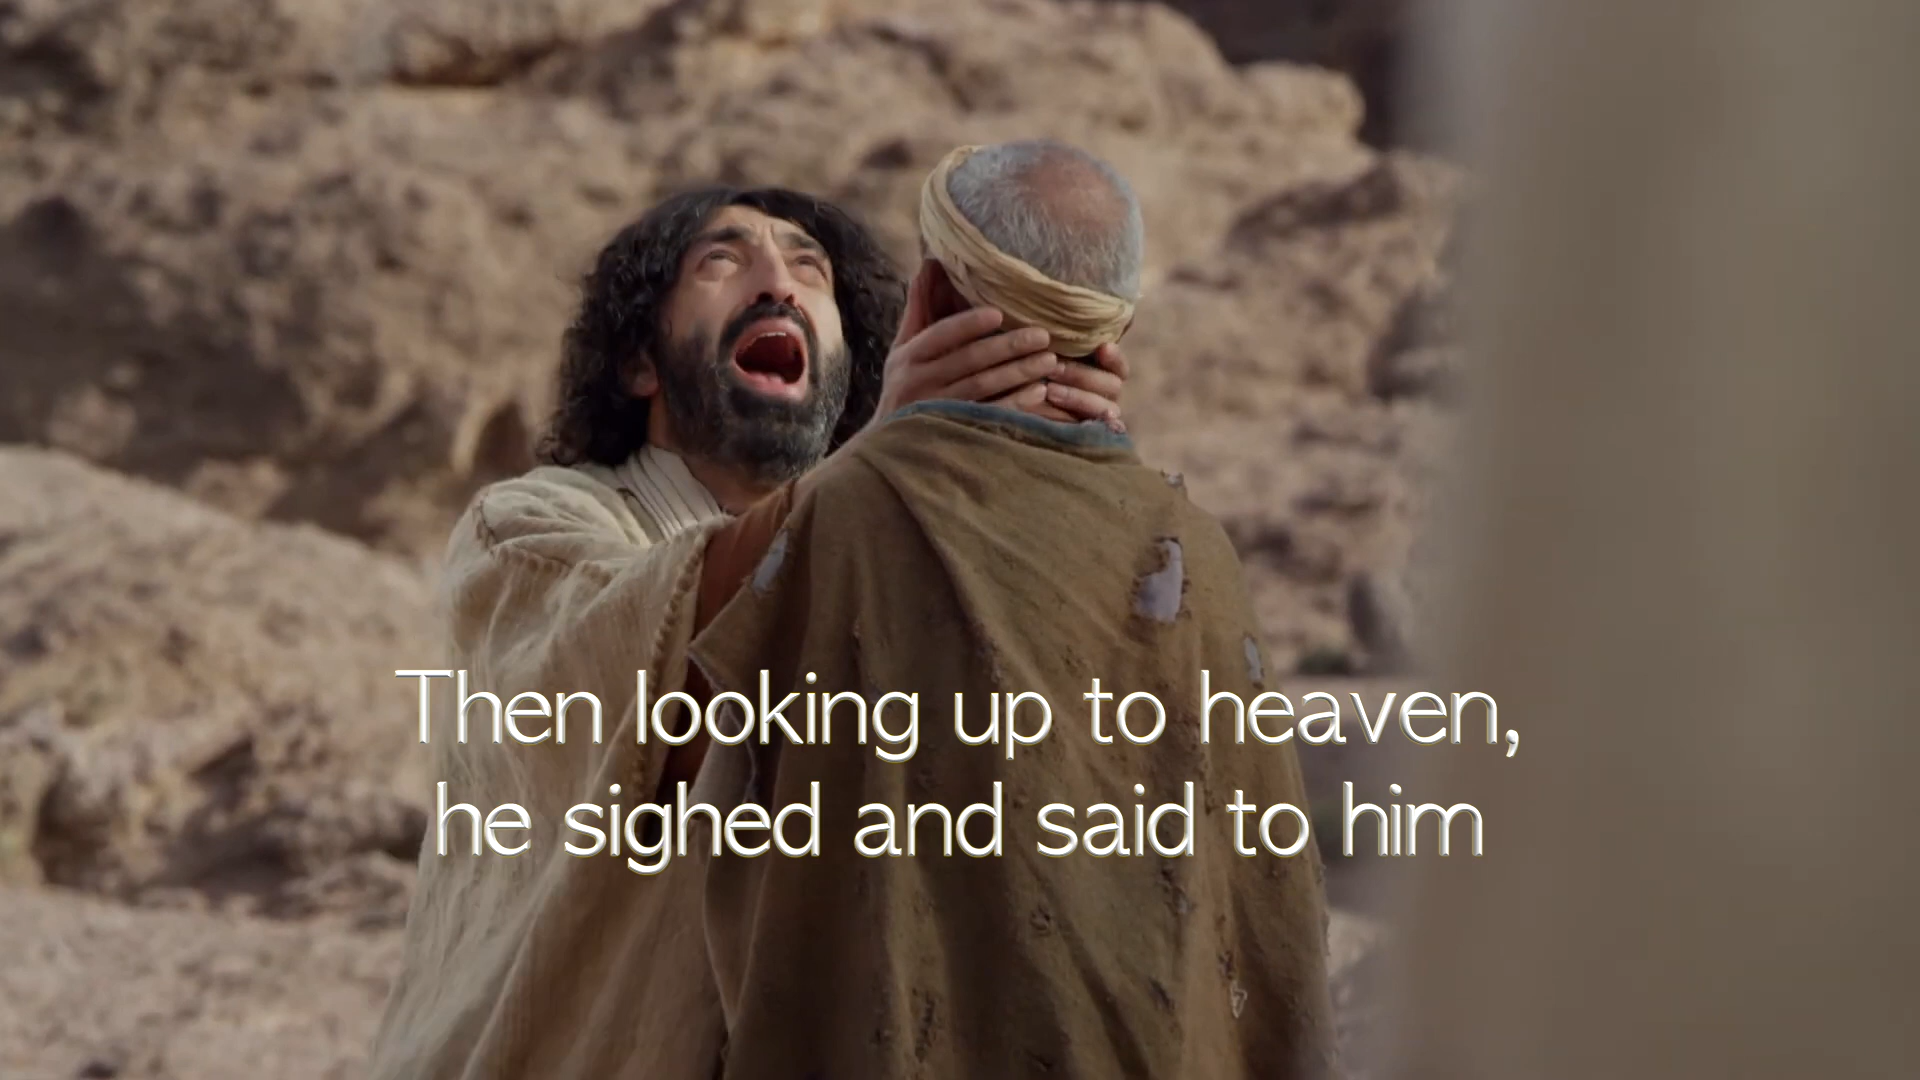 Then looking up to heaven,
he sighed and said to him